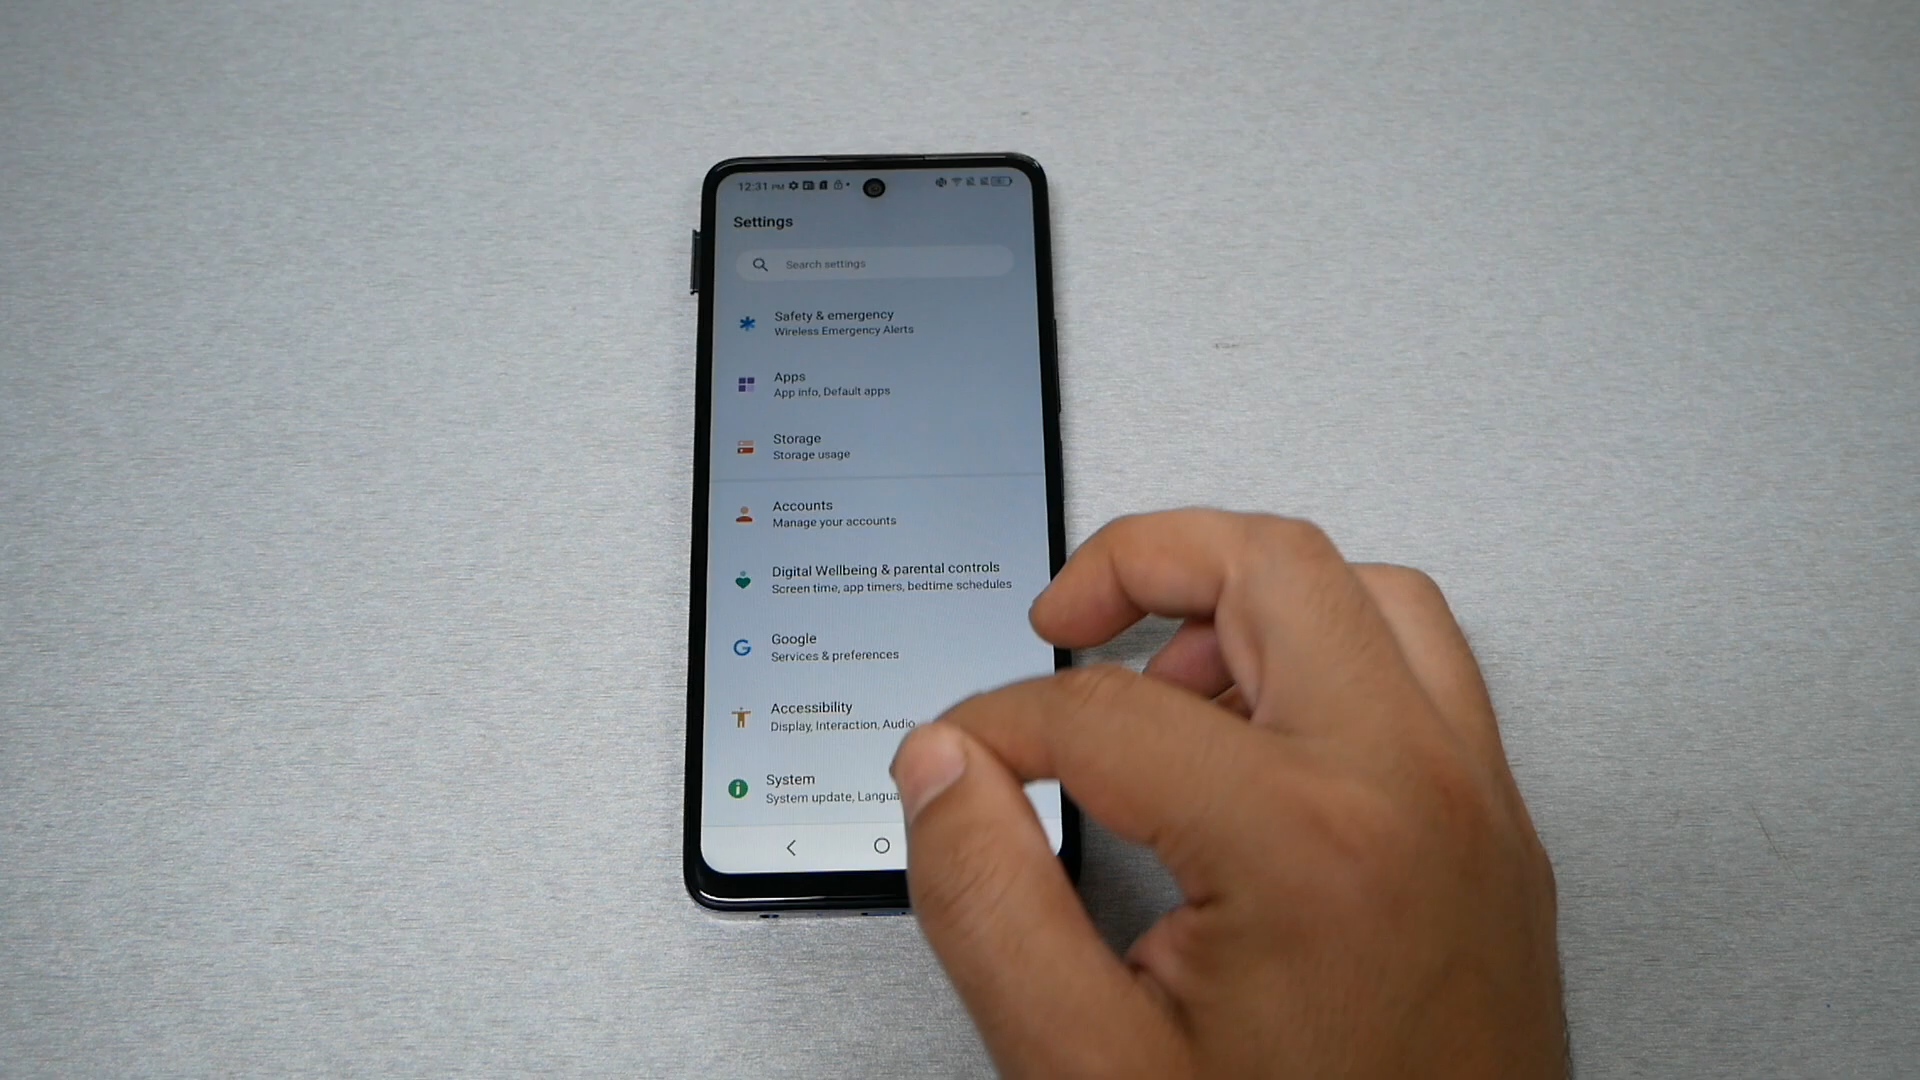 12:31 PM
Settings
Search settings
Safety & emergency
Wireless Emergency Alerts
Apps
App info, Default apps
Storage
Storage usage
Accounts
Manage your accounts
Digital Wellbeing & parental controls
Screen time, app timers, bedtime schedules
Google
Services & preferences
Accessibility
Display, Interaction, Audio
System
System update, Langua